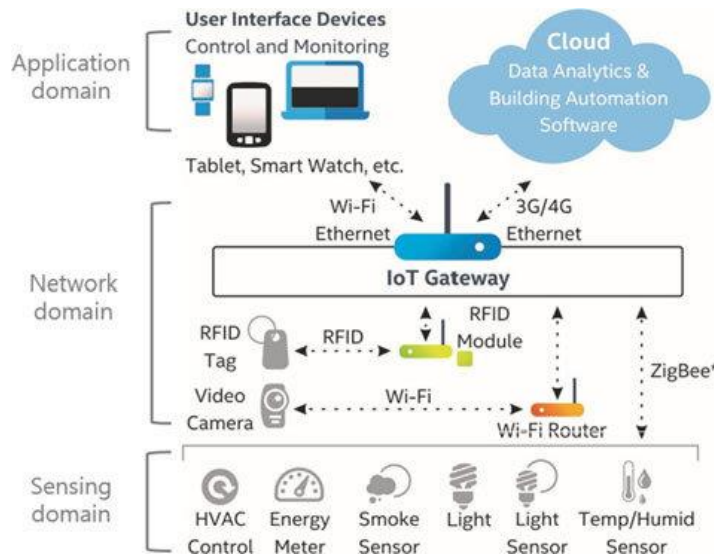 User Interface Devices
Control and Monitoring
Application
domain
Cloud
Data Analytics &
Building Automation
Software
Tablet, Smart Watch, etc.
Wi-Fi
Ethernet
3G/4G
Ethernet
IoT Gateway
Network
domain
RFID
Tag
RFID
RFID
Module
ZigBee*
Video
Camera
Wi-Fi
Wi-Fi Router
Sensing
domain
HVAC
Control
Energy
Meter
Smoke
Sensor
Light
Light
Sensor
Temp/Humid
Sensor